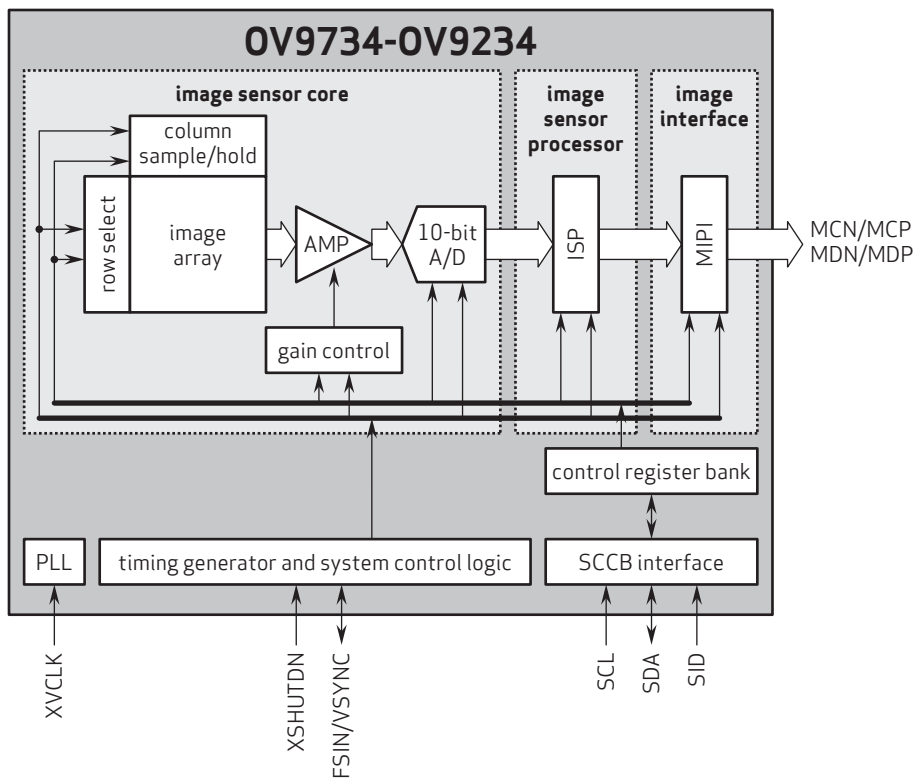 OV9734-OV9234
image sensor core
image
sensor
processor
image
interface
column
sample/hold
row select
image
array
AMP
10-bit
A/D
ISP
MIPI
MCN/MCP
MDN/MDP
gain control
control register bank
PLL
timing generator and system control logic
SCCB interface
XVCLK
XSHUTDN
FSIN/VSYNC
SCL
SDA
SID